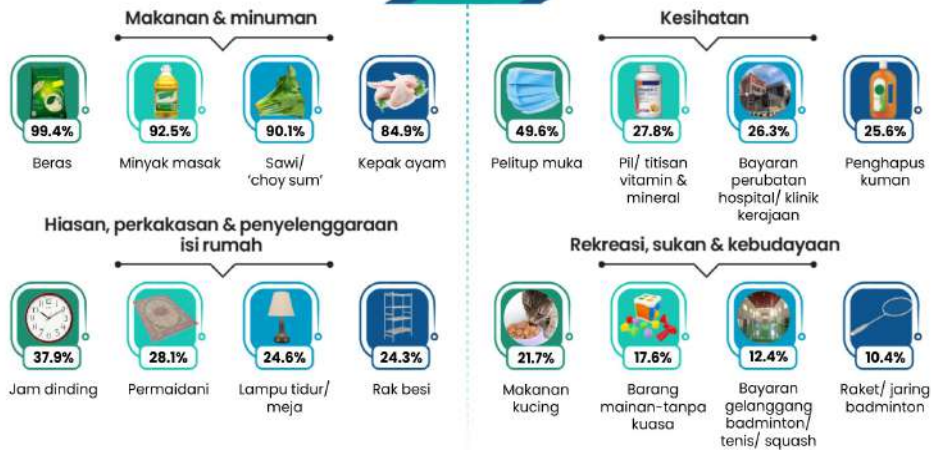 Makanan & minuman
99.4%
92.5%
90.1%
84.9%
Beras
Minyak masak
Sawi/
'choy sum'
Kepak ayam
Kesihatan
49.6%
27.8%
26.3%
25.6%
Pelitup muka
Pil/ titisan
vitamin &
mineral
Bayaran
perubatan
hospital/ klinik
kerajaan
Penghapus
kuman
Hiasan, perkakasan & penyelenggaraan
isi rumah
37.9%
28.1%
24.6%
24.3%
Jam dinding
Permaidani
Lampu tidur/
meja
Rak besi
Rekreasi, sukan & kebudayaan
21.7%
17.6%
12.4%
10.4%
Makanan
kucing
Barang
mainan-tanpa
kuasa
Bayaran
gelanggang
badminton/
tenis/ squash
Raket/ jaring
badminton